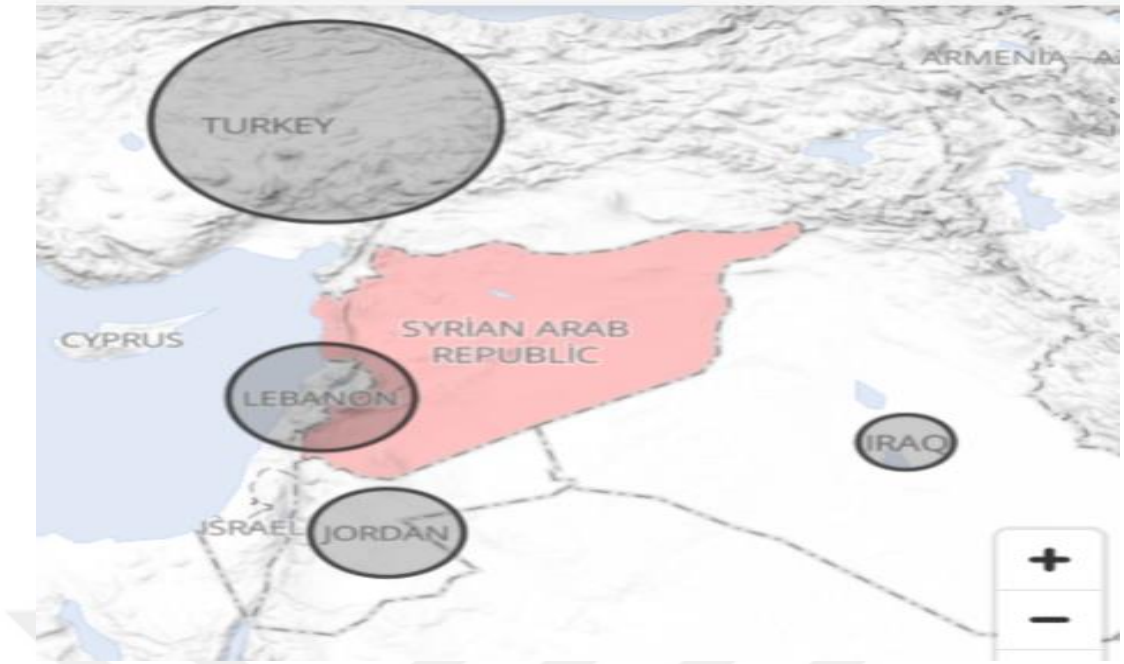 ARMENIA
TURKEY
CYPRUS
SYRİAN ARAB
REPUBLİC
LEBANON
IRAQ
ISRAEL
JORDAN
+
−